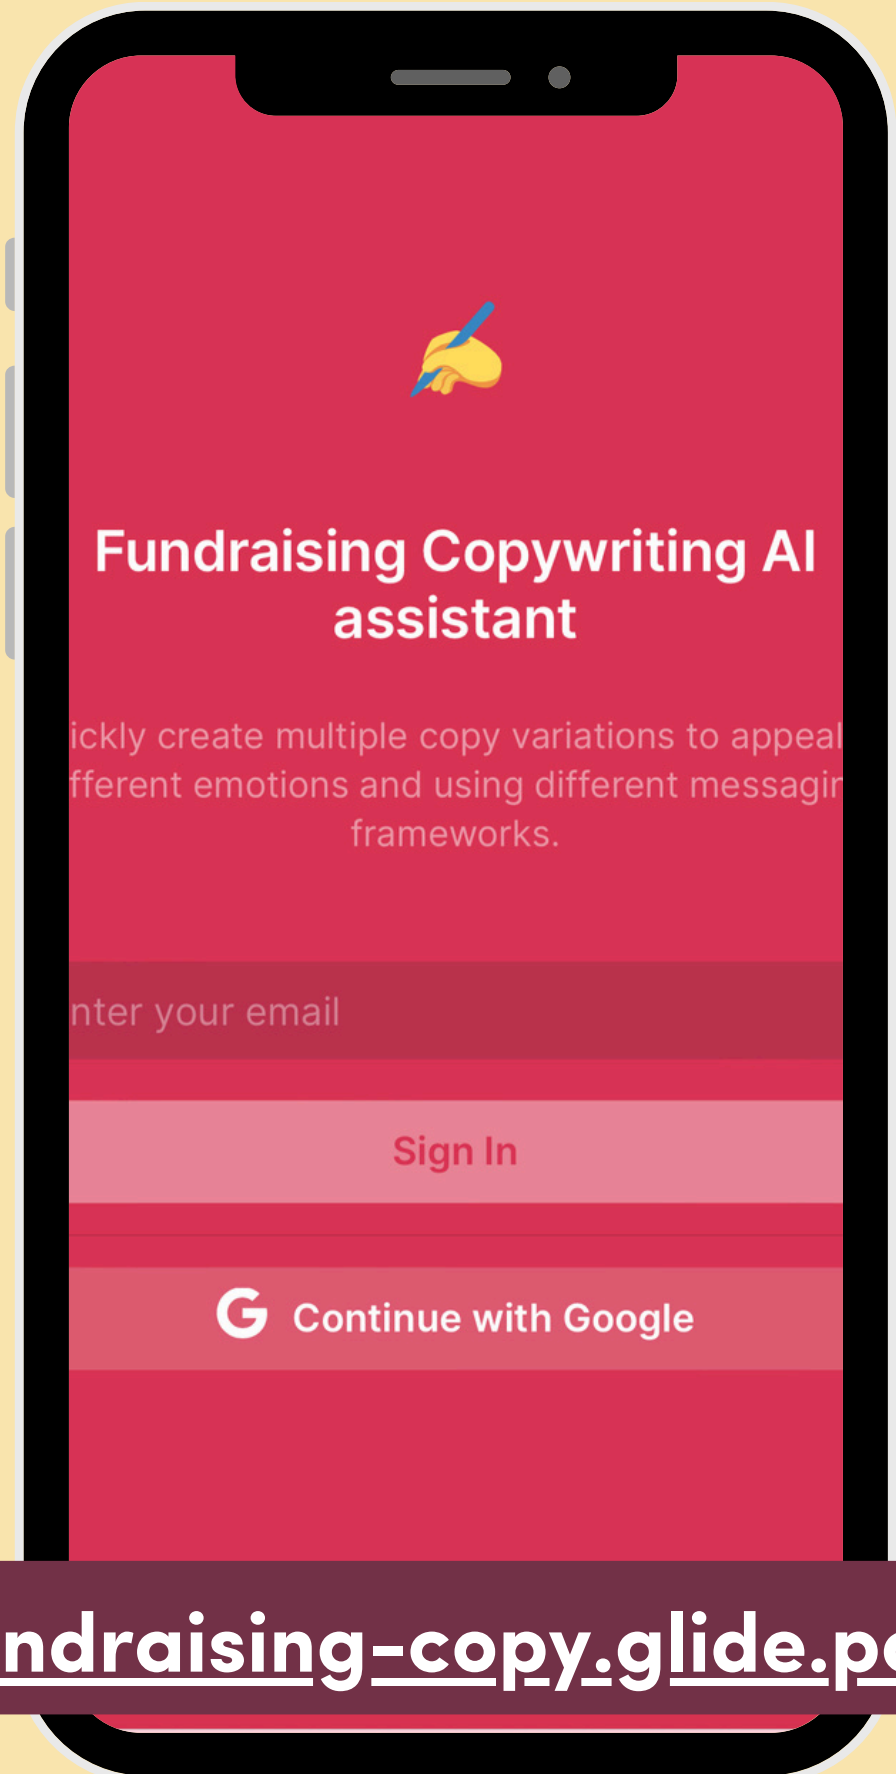 Fundraising Copywriting AI
assistant
ickly create multiple copy variations to appeal
fferent emotions and using different messagin
frameworks.
nter your email
Sign In
G Continue with Google
ndraising-copy.glide.pa